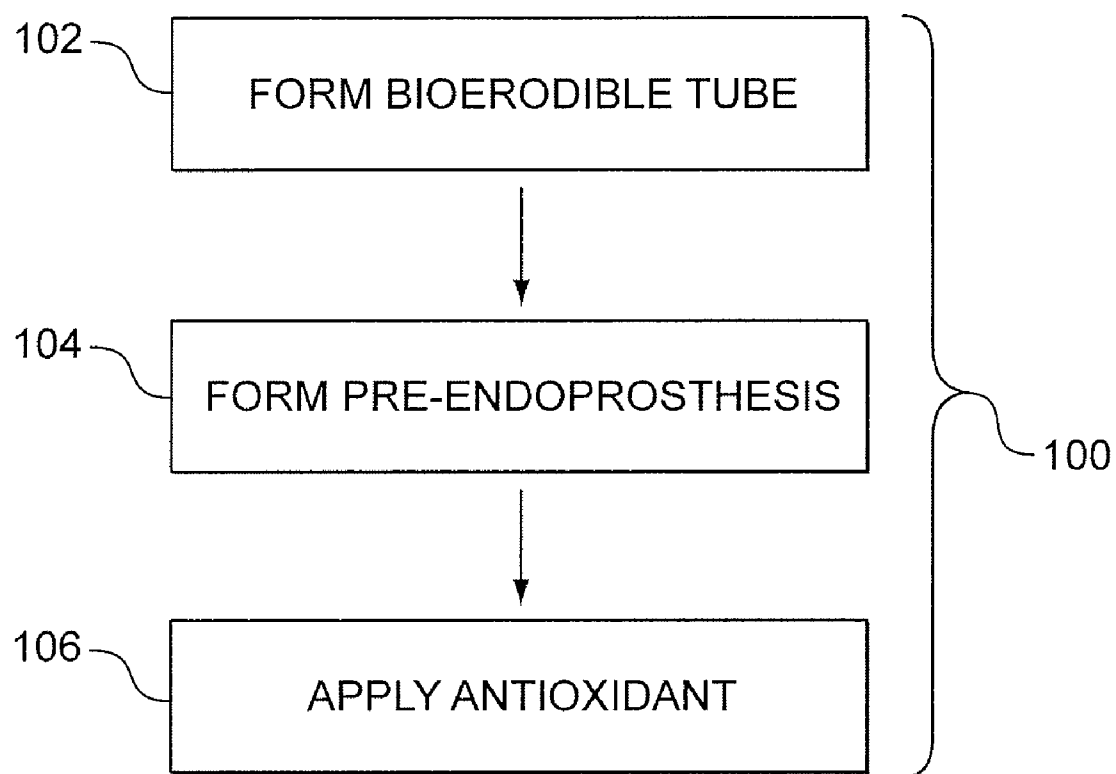 102
FORM BIOERODIBLE TUBE
104
FORM PRE-ENDOPROSTHESIS
100
106
APPLY ANTIOXIDANT